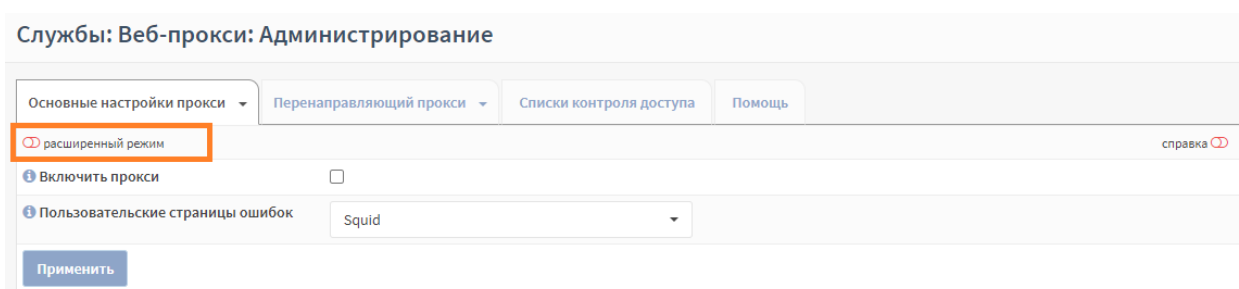 Службы: Веб-прокси: Администрирование
Основные настройки прокси Перенаправляющий прокси Списки контроля доступа Помощь
расширенный режим справка
Включить прокси
Пользовательские страницы ошибок Squid
Применить